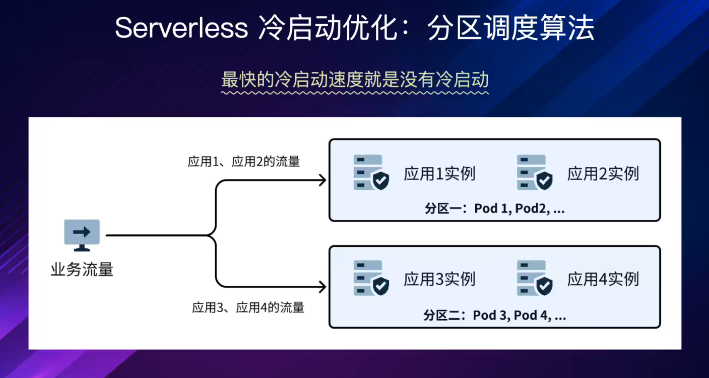 Serverless 冷启动优化：分区调度算法
最快的冷启动速度就是没有冷启动
应用1、应用2的流量
应用1实例
应用2实例
分区一：Pod 1, Pod2, ...
业务流量
应用3、应用4的流量
应用3实例
应用4实例
分区二：Pod 3, Pod 4, ...